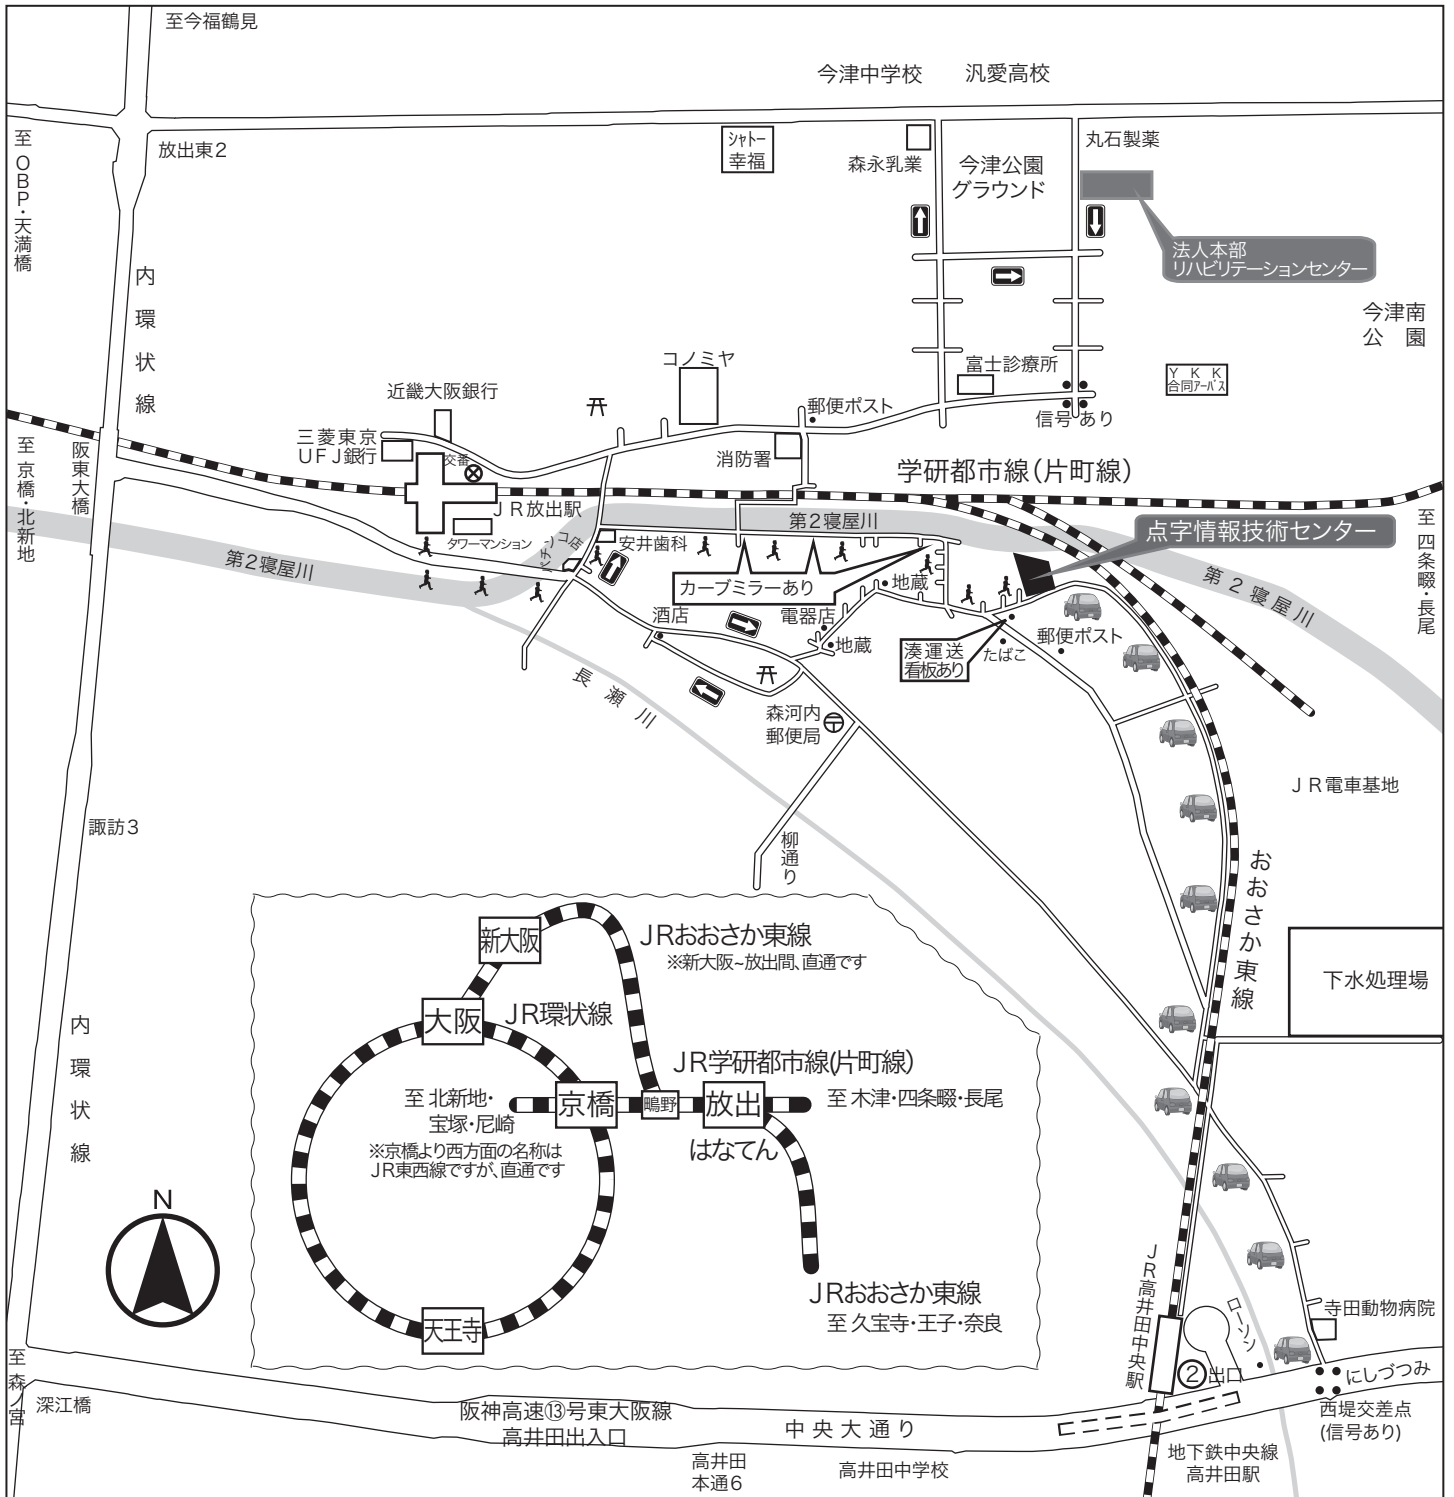 至今福鶴見
今津中学校
汎愛高校
至OBP・天満橋
放出東2
シャトー
幸福
森永乳業
今津公園
グラウンド
丸石製薬
法人本部
リハビリテーションセンター
内環状線
今津南
公園
コノミヤ
富士診療所
YKK
合同アーバス
近畿大阪銀行
郵便ポスト
信号あり
三菱東京
UFJ銀行
交番
消防署
学研都市線(片町線)
至京橋・北新地
阪東大橋
JR放出駅
第2寝屋川
点字情報技術センター
至四条畷・長尾
タワーマンション
パチンコ店
安井歯科
第2寝屋川
カーブミラーあり
地蔵
第2寝屋川
酒店
電器店
地蔵
湊運送
看板あり
たばこ
郵便ポスト
長瀬川
森河内
郵便局
JR電車基地
諏訪3
柳通り
おおさか東線
新大阪
JRおおさか東線
※新大阪~放出間、直通です
下水処理場
大阪
JR環状線
内環状線
JR学研都市線(片町線)
至 北新地・
宝塚・尼崎
京橋
鴫野
放出
至 木津・四条畷・長尾
※京橋より西方面の名称は
JR東西線ですが、直通です
はなてん
N
JRおおさか東線
至 久宝寺・王子・奈良
天王寺
JR高井田中央駅
ローソン
寺田動物病院
至森ノ宮
深江橋
②出口
にしづつみ
阪神高速⑬号東大阪線
高井田出入口
中央大通り
西堤交差点
(信号あり)
高井田
本通6
高井田中学校
地下鉄中央線
高井田駅